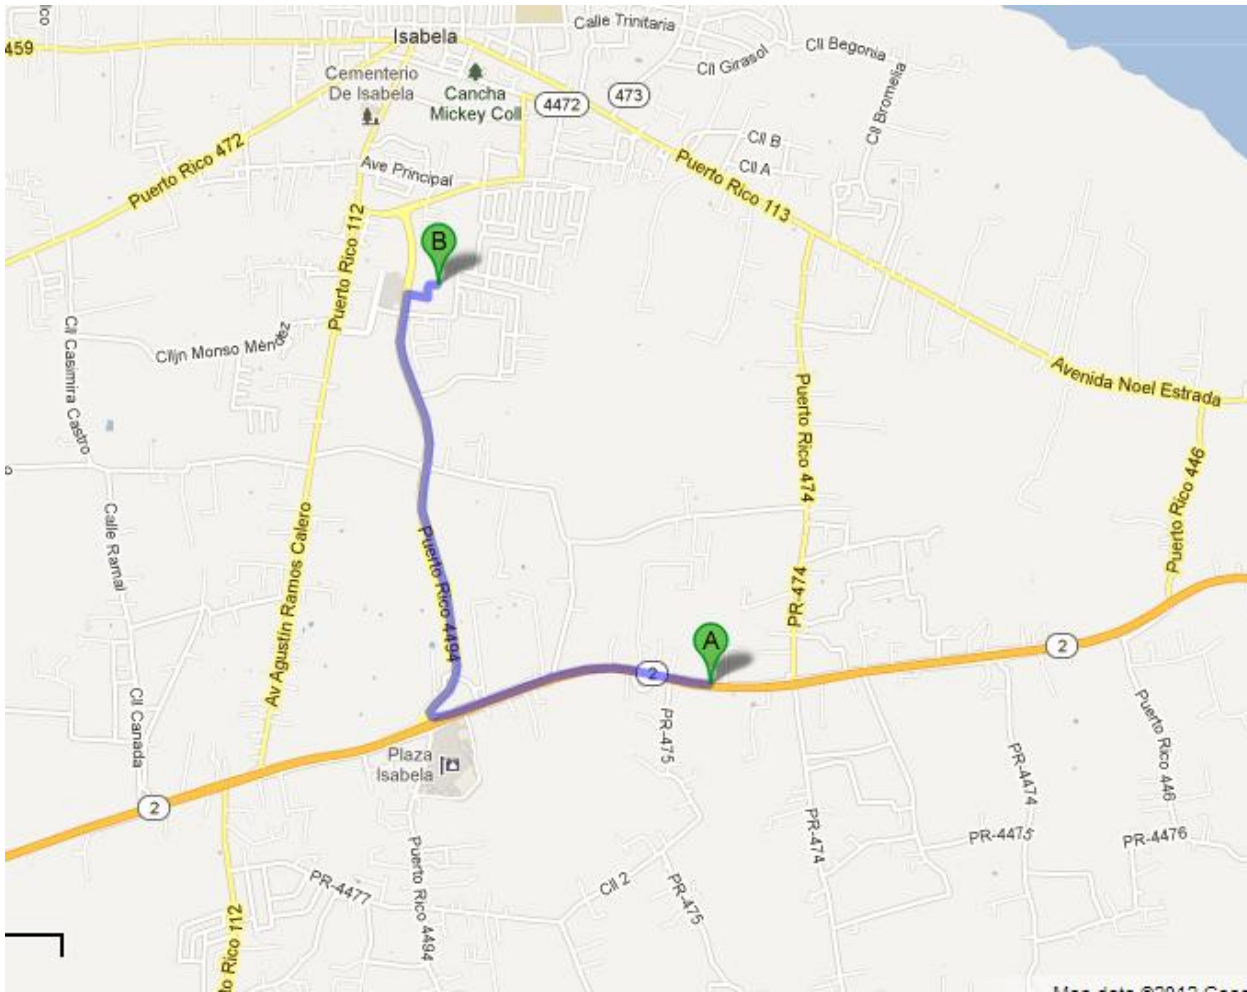 ico
Calle Trinitaria
459
Isabela
Cll Begonia
Cll Girasol
Cementerio
De Isabela
Cancha
Mickey Coll
4472
473
Cll Bromelia
Cll B
Cll A
Puerto Rico 472
Ave Principal
Puerto Rico 113
Puerto Rico 112
B
Clljn Monso Méndez
Cll Casimira Castro
Avenida Noel Estrada
Puerto Rico 474
Puerto Rico 446
Calle Ramal
Av Agustín Ramos Calero
Puerto Rico 4494
PR-474
A
2
2
Cll Canada
PR-475
Puerto Rico 446
Plaza
Isabela
PR-4474
2
PR-474
PR-4475
PR-4476
Puerto Rico 4494
PR-4477
Cll 2
PR-475
to Rico 112